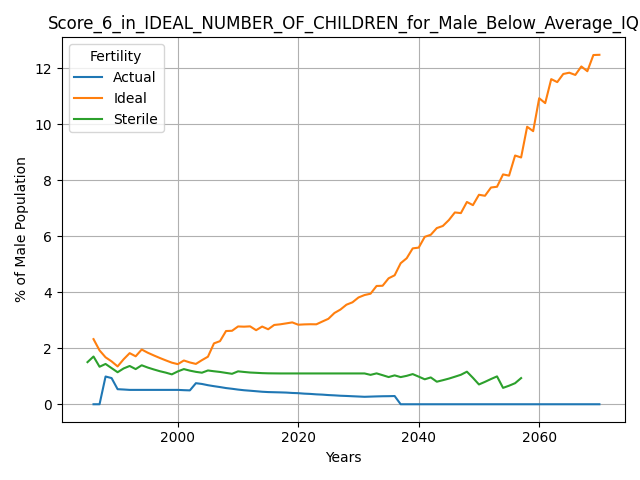 Score_6_in_IDEAL_NUMBER_OF_CHILDREN_for_Male_Below_Average_IQ
Fertility
Actual
Ideal
Sterile
% of Male Population
12
10
8
6
4
2
0
2000
2020
2040
2060
Years